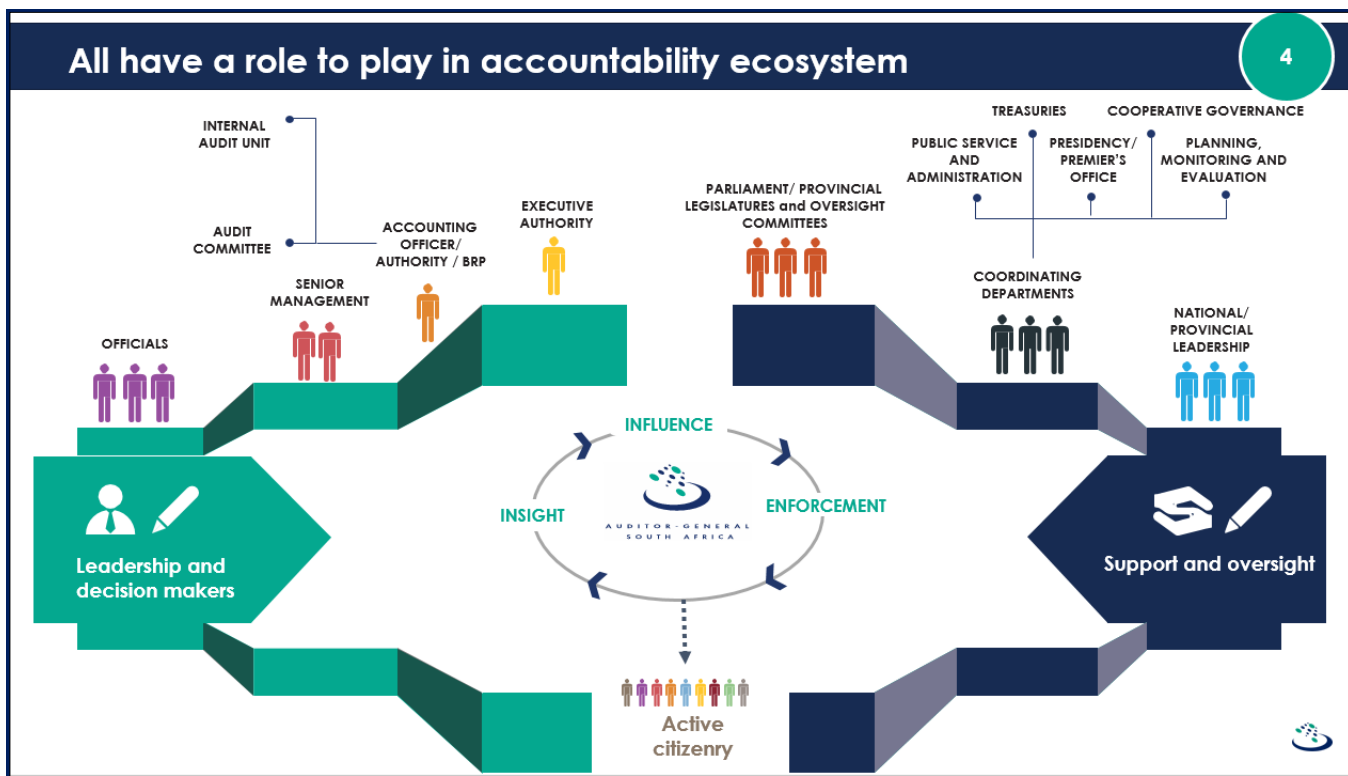 All have a role to play in accountability ecosystem
4
INTERNAL
AUDIT UNIT
AUDIT
COMMITTEE
ACCOUNTING
OFFICER/
AUTHORITY / BRP
EXECUTIVE
AUTHORITY
SENIOR
MANAGEMENT
OFFICIALS
PARLIAMENT/ PROVINCIAL
LEGISLATURES and OVERSIGHT
COMMITTEES
TREASURIES
COOPERATIVE GOVERNANCE
PUBLIC SERVICE
AND
ADMINISTRATION
PRESIDENCY/
PREMIER'S
OFFICE
PLANNING,
MONITORING AND
EVALUATION
COORDINATING
DEPARTMENTS
NATIONAL/
PROVINCIAL
LEADERSHIP
Leadership and
decision makers
INFLUENCE
INSIGHT
ENFORCEMENT
AUDITOR-GENERAL
SOUTH AFRICA
Support and oversight
Active
citizenry